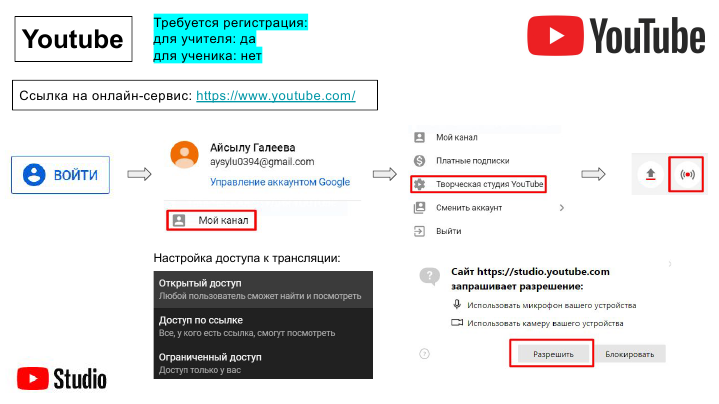 Youtube
Требуется регистрация:
для учителя: да
для ученика: нет
YouTube
Ссылка на онлайн-сервис: https://www.youtube.com/
ВОЙТИ
Айсылу Галеева
aysylu0394@gmail.com
Управление аккаунтом Google
Мой канал
Мой канал
Платные подписки
Творческая студия YouTube
Сменить аккаунт
Выйти
Настройка доступа к трансляции:
Открытый доступ
Любой пользователь сможет найти и посмотреть
Доступ по ссылке
Все, у кого есть ссылка, смогут посмотреть
Ограниченный доступ
Доступ только у вас
Сайт https://studio.youtube.com
запрашивает разрешение:
Использовать микрофон вашего устройства
Использовать камеру вашего устройства
Разрешить
Блокировать
Studio